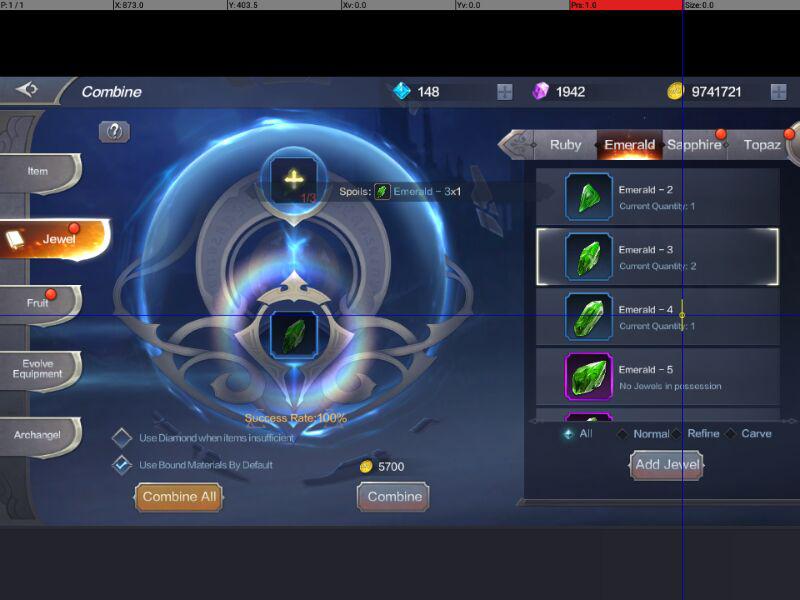 P: 1 / 1 X: 873.0 Y: 403.5 Xv: 0.0 Yv: 0.0 Prs: 1.0 Size: 0.0
Combine 148 1942 9741721
?
Ruby Emerald Sapphire Topaz
Item
Jewel
Fruit
Evolve
Equipment
Archangel
1/3
Spoils: Emerald - 3x1
Success Rate:100%
Use Diamond when items insufficient
Use Bound Materials By Default
5700
Combine All
Combine
Emerald - 2
Current Quantity: 1
Emerald - 3
Current Quantity: 2
Emerald - 4
Current Quantity: 1
Emerald - 5
No Jewels in possession
All Normal Refine Carve
Add Jewel